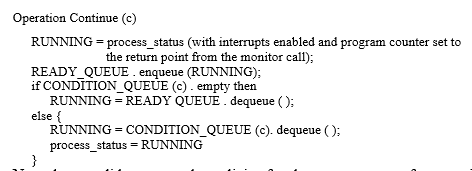 Operation Continue (c)
RUNNING = process_status (with interrupts enabled and program counter set to
the return point from the monitor call);
READY_QUEUE . enqueue (RUNNING);
if CONDITION_QUEUE (c) . empty then
RUNNING = READY QUEUE . dequeue ( );
else {
RUNNING = CONDITION_QUEUE (c). dequeue ( );
process_status = RUNNING
}